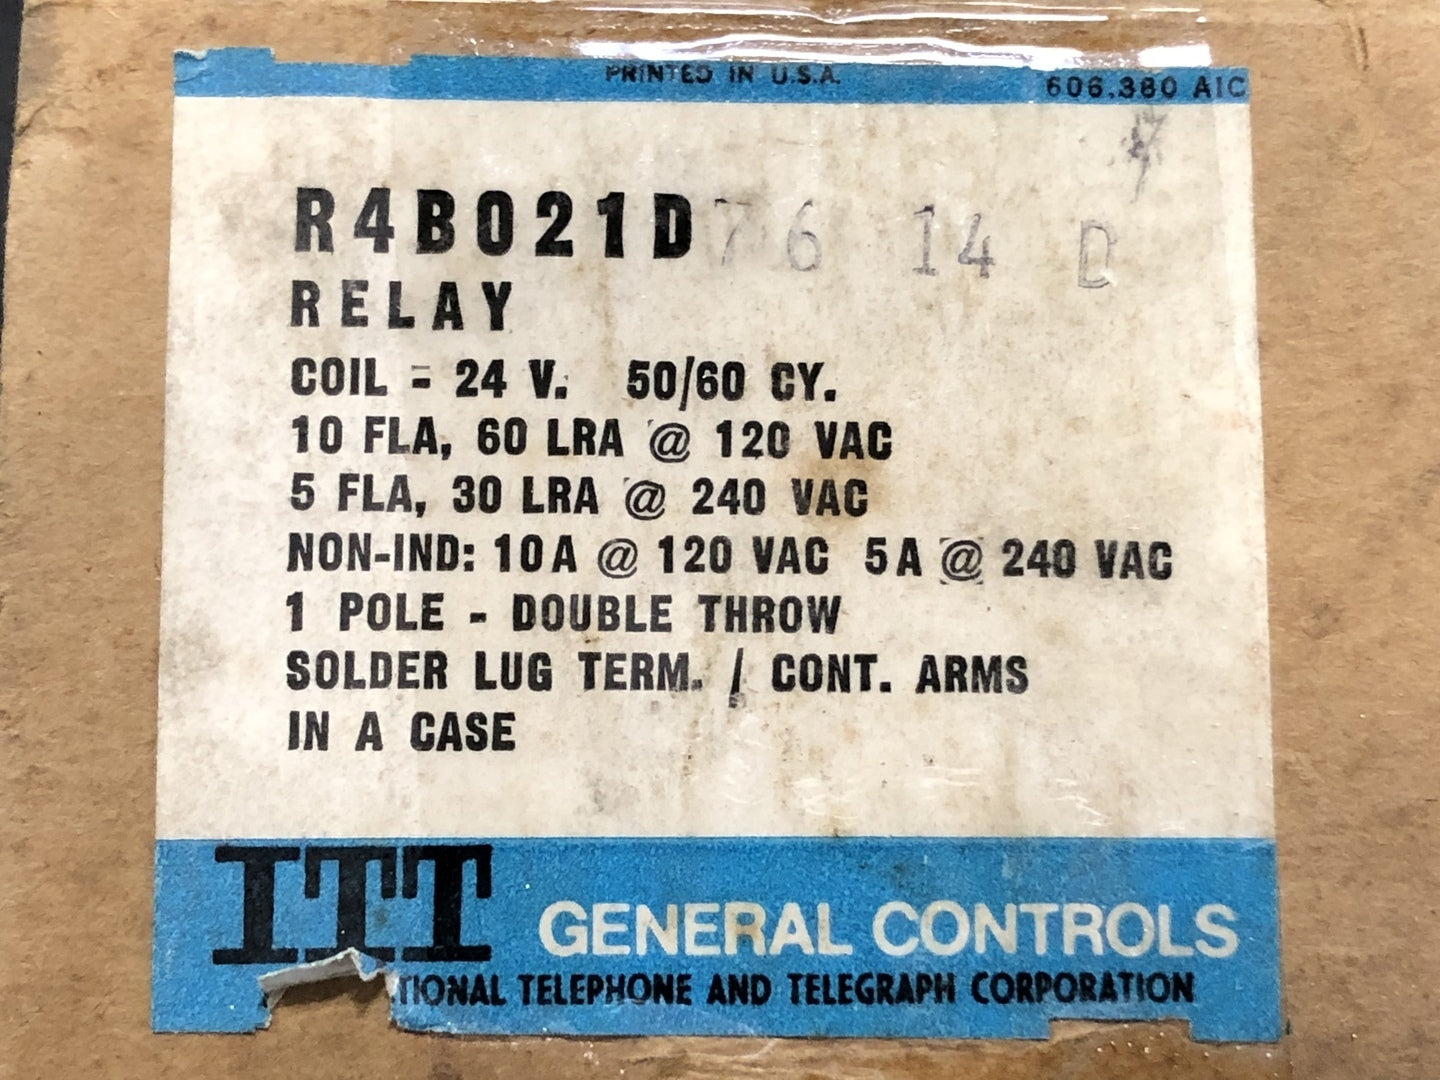 PRINTED IN U.S.A.
606.380 AIC
R4B021D 76 14 D
RELAY
COIL - 24 V. 50/60 CY.
10 FLA, 60 LRA @ 120 VAC
5 FLA, 30 LRA @ 240 VAC
NON-IND: 10A @ 120 VAC 5A @ 240 VAC
1 POLE - DOUBLE THROW
SOLDER LUG TERM. / CONT. ARMS
IN A CASE
ITT
GENERAL CONTROLS
TIONAL TELEPHONE AND TELEGRAPH CORPORATION